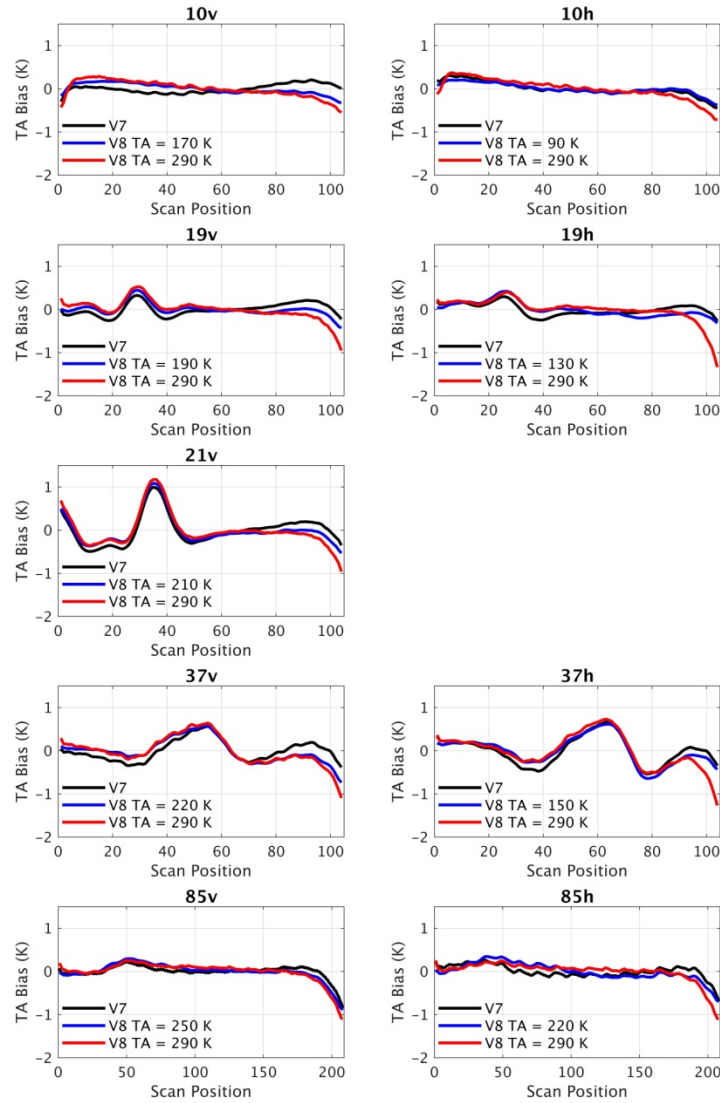 10v
1
0
-1
-2
TA Bias (K)
V7
V8 TA = 170 K
V8 TA = 290 K
0 20 40 60 80 100
Scan Position
10h
1
0
-1
-2
TA Bias (K)
V7
V8 TA = 90 K
V8 TA = 290 K
0 20 40 60 80 100
Scan Position
19v
1
0
-1
-2
TA Bias (K)
V7
V8 TA = 190 K
V8 TA = 290 K
0 20 40 60 80 100
Scan Position
19h
1
0
-1
-2
TA Bias (K)
V7
V8 TA = 130 K
V8 TA = 290 K
0 20 40 60 80 100
Scan Position
21v
1
0
-1
-2
TA Bias (K)
V7
V8 TA = 210 K
V8 TA = 290 K
0 20 40 60 80 100
Scan Position
37v
1
0
-1
-2
TA Bias (K)
V7
V8 TA = 220 K
V8 TA = 290 K
0 20 40 60 80 100
Scan Position
37h
1
0
-1
-2
TA Bias (K)
V7
V8 TA = 150 K
V8 TA = 290 K
0 20 40 60 80 100
Scan Position
85v
1
0
-1
-2
TA Bias (K)
V7
V8 TA = 250 K
V8 TA = 290 K
0 50 100 150 200
Scan Position
85h
1
0
-1
-2
TA Bias (K)
V7
V8 TA = 220 K
V8 TA = 290 K
0 50 100 150 200
Scan Position